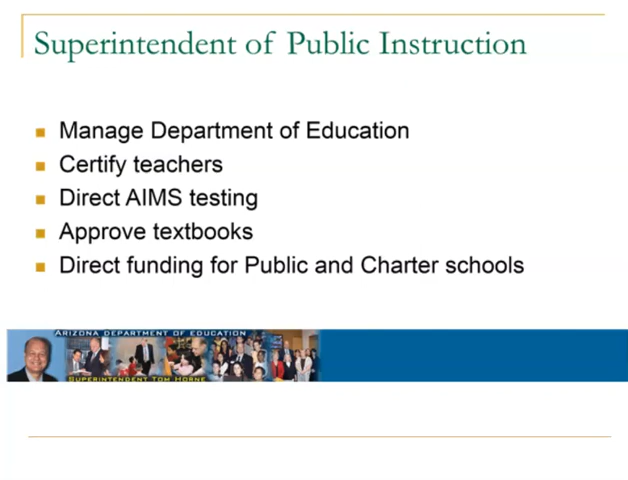 Superintendent of Public Instruction
Manage Department of Education
Certify teachers
Direct AIMS testing
Approve textbooks
Direct funding for Public and Charter schools
ARIZONA DEPARTMENT OF EDUCATION
SUPERINTENDENT TOM HORNE